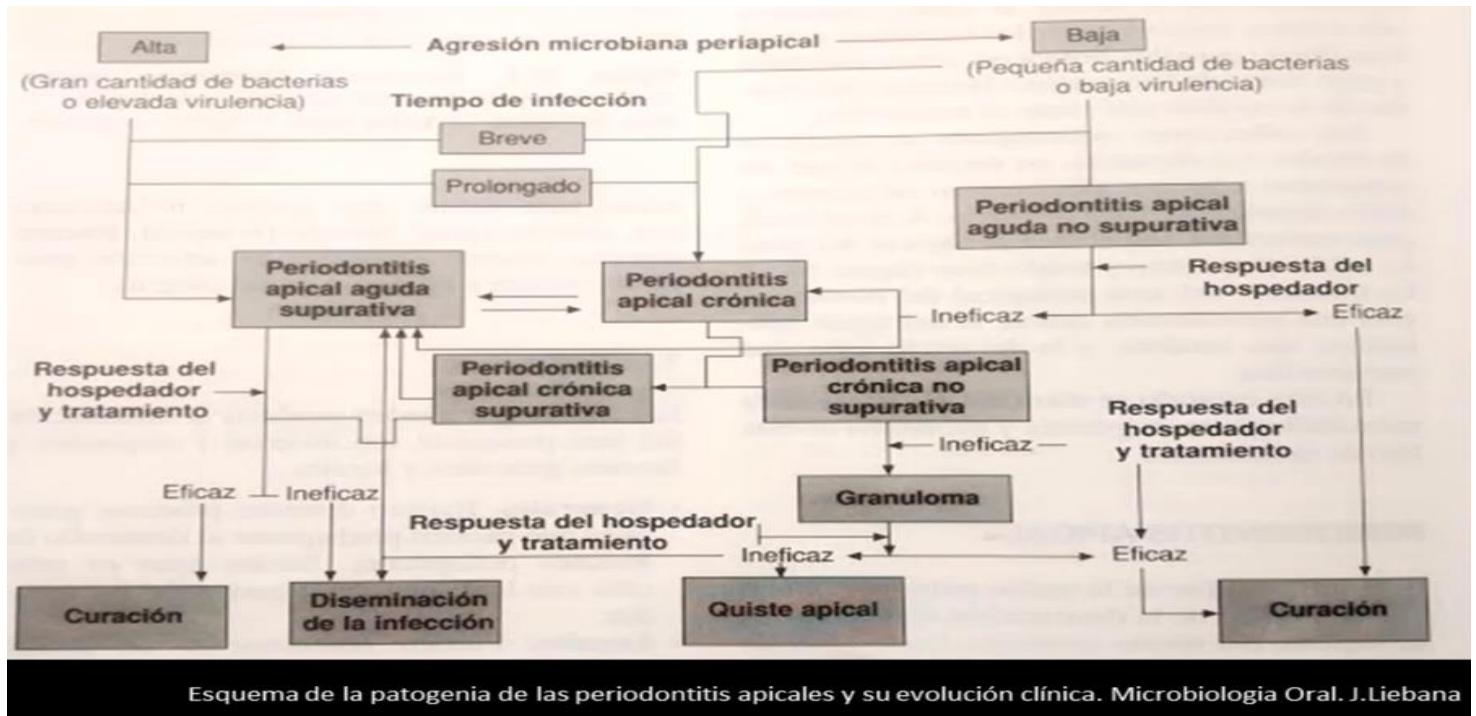 Alta
Agresión microbiana periapical
Baja
(Gran cantidad de bacterias
o elevada virulencia)
(Pequeña cantidad de bacterias
o baja virulencia)
Tiempo de infección
Breve
Prolongado
Periodontitis apical
aguda no supurativa
Periodontitis
apical aguda
supurativa
Periodontitis
apical crónica
Respuesta del
hospedador
Ineficaz
Eficaz
Respuesta del
hospedador
y tratamiento
Periodontitis
apical crónica
supurativa
Periodontitis apical
crónica no
supurativa
Respuesta del
hospedador
y tratamiento
Ineficaz
Eficaz
Ineficaz
Granuloma
Respuesta del hospedador
y tratamiento
Ineficaz
Eficaz
Curación
Diseminación
de la infección
Quiste apical
Curación
Esquema de la patogenia de las periodontitis apicales y su evolución clínica. Microbiologia Oral. J.Liebana